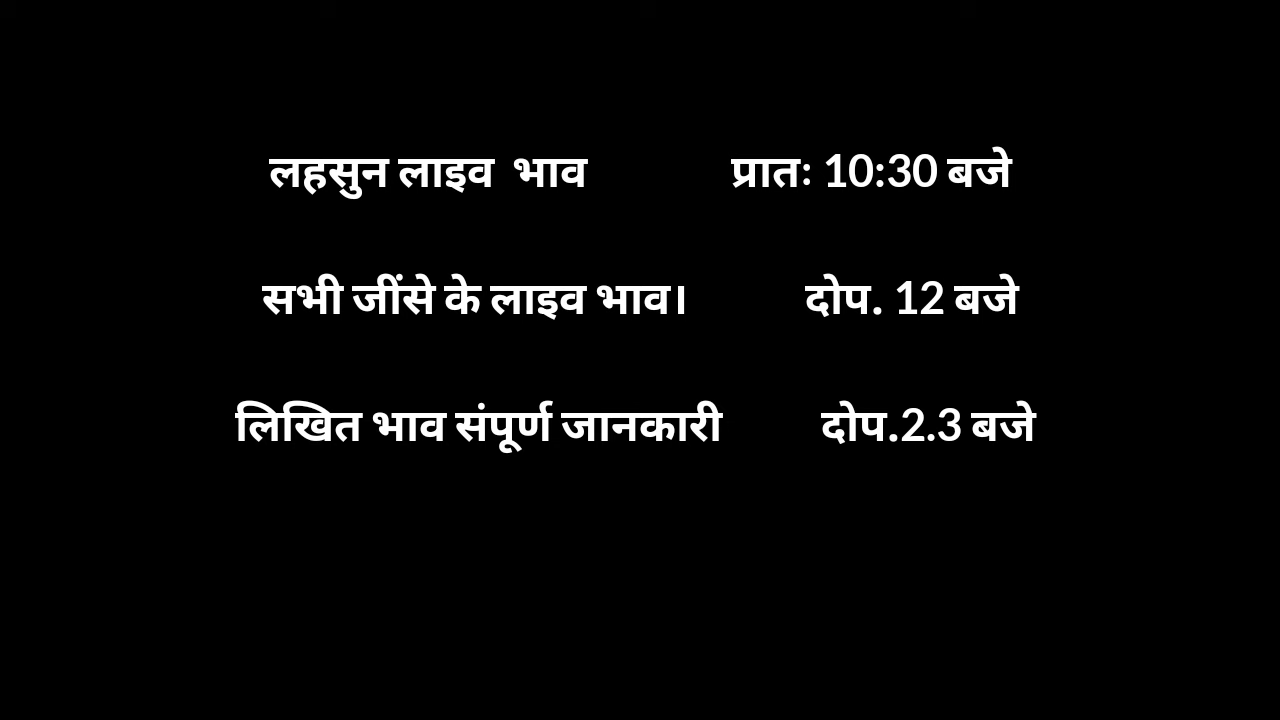 लहसुन लाइव भाव प्रातः 10:30 बजे
सभी जींसे के लाइव भाव। दोप. 12 बजे
लिखित भाव संपूर्ण जानकारी दोप.2.3 बजे